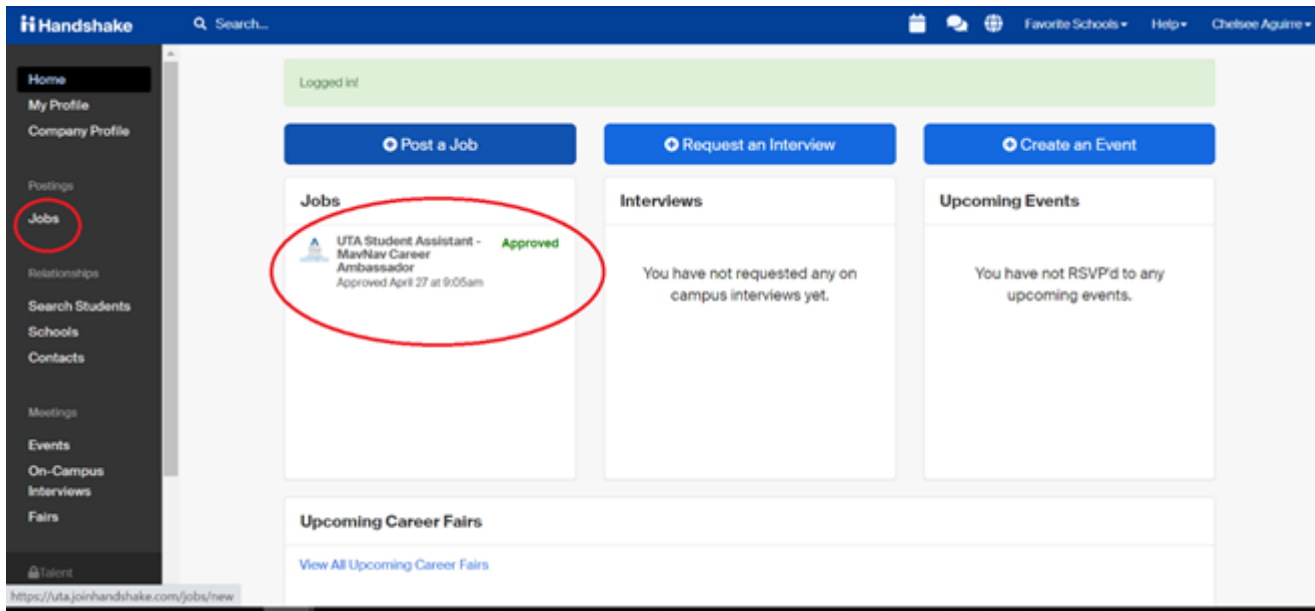 Handshake
Search...
Favorite Schools
Help
Chelsee Aguirre
Home
My Profile
Company Profile
Postings
Jobs
Relationships
Search Students
Schools
Contacts
Meetings
Events
On-Campus
Interviews
Fairs
Talent
https://uta.joinhandshake.com/jobs/new
Logged in!
Post a Job
Request an Interview
Create an Event
Jobs
UTA Student Assistant -
MavNav Career
Ambassador
Approved
Approved April 27 at 9:05am
Interviews
You have not requested any on
campus interviews yet.
Upcoming Events
You have not RSVP'd to any
upcoming events.
Upcoming Career Fairs
View All Upcoming Career Fairs